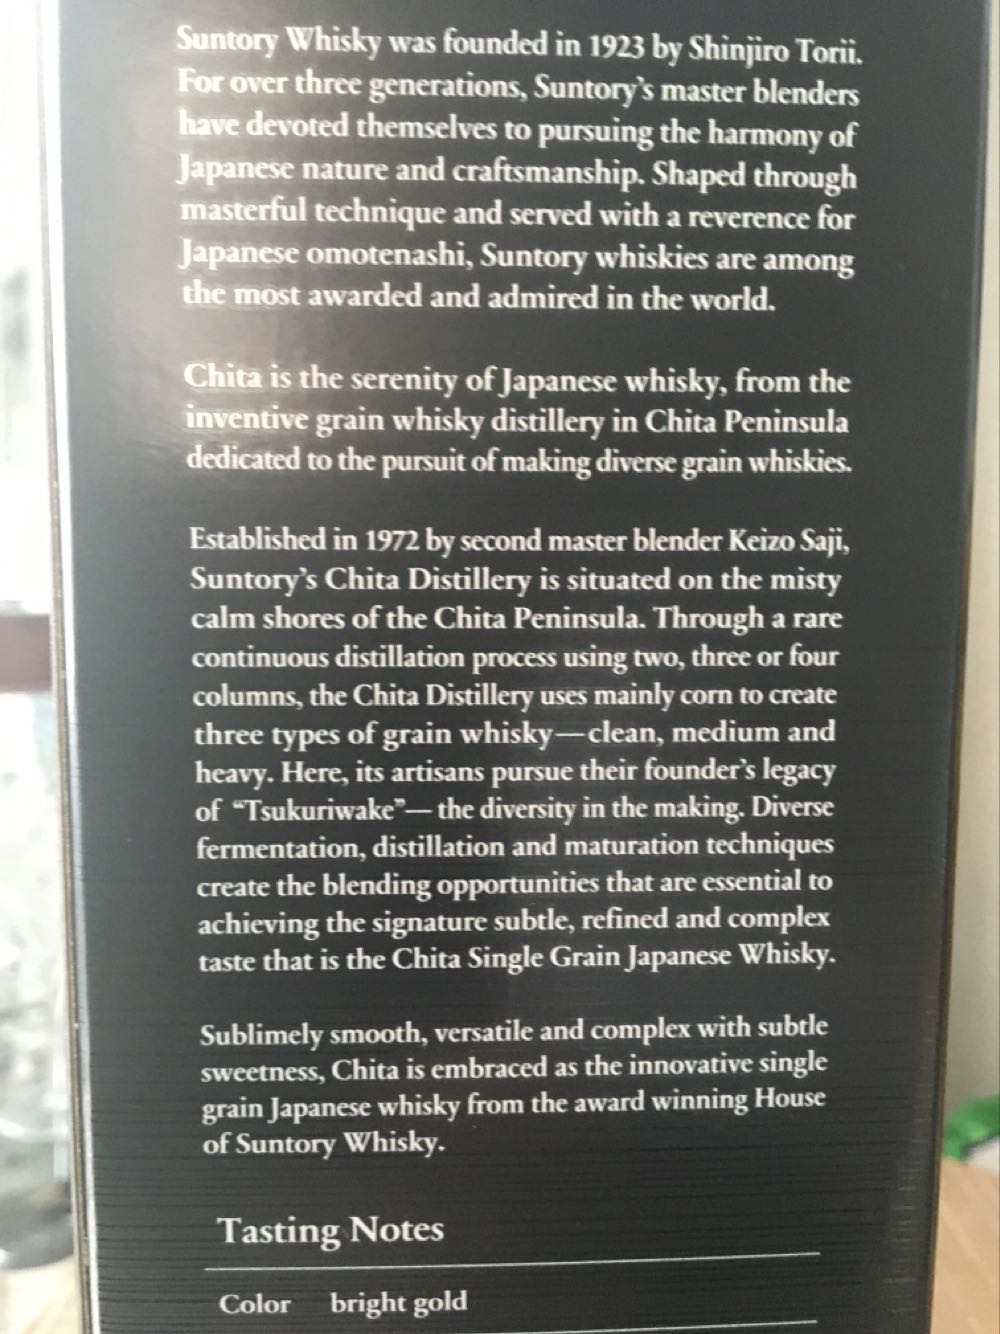 Suntory Whisky was founded in 1923 by Shinjiro Torii.
For over three generations, Suntory's master blenders
have devoted themselves to pursuing the harmony of
Japanese nature and craftsmanship. Shaped through
masterful technique and served with a reverence for
Japanese omotenashi, Suntory whiskies are among
the most awarded and admired in the world.
Chita is the serenity of Japanese whisky, from the
inventive grain whisky distillery in Chita Peninsula
dedicated to the pursuit of making diverse grain whiskies.
Established in 1972 by second master blender Keizo Saji,
Suntory's Chita Distillery is situated on the misty
calm shores of the Chita Peninsula. Through a rare
continuous distillation process using two, three or four
columns, the Chita Distillery uses mainly corn to create
three types of grain whisky—clean, medium and
heavy. Here, its artisans pursue their founder's legacy
of “Tsukuriwake”— the diversity in the making. Diverse
fermentation, distillation and maturation techniques
create the blending opportunities that are essential to
achieving the signature subtle, refined and complex
taste that is the Chita Single Grain Japanese Whisky.
Sublimely smooth, versatile and complex with subtle
sweetness, Chita is embraced as the innovative single
grain Japanese whisky from the award winning House
of Suntory Whisky.
Tasting Notes
Color bright gold